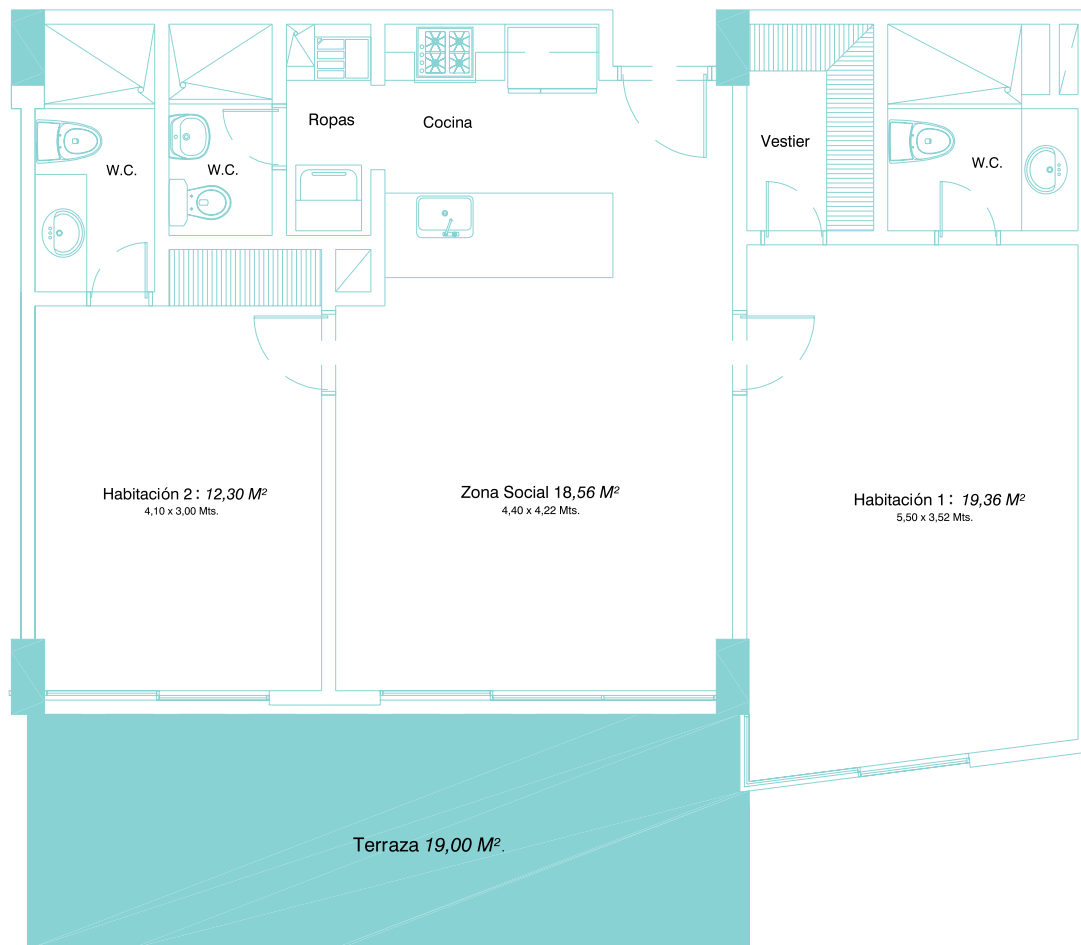 Ropas
Cocina
Vestier
W.C.
W.C.
W.C.
Habitación 2: 12,30 M²
4,10 x 3,00 Mts.
Zona Social 18,56 M²
4,40 x 4,22 Mts.
Habitación 1: 19,36 M²
5,50 x 3,52 Mts.
Terraza 19,00 M².